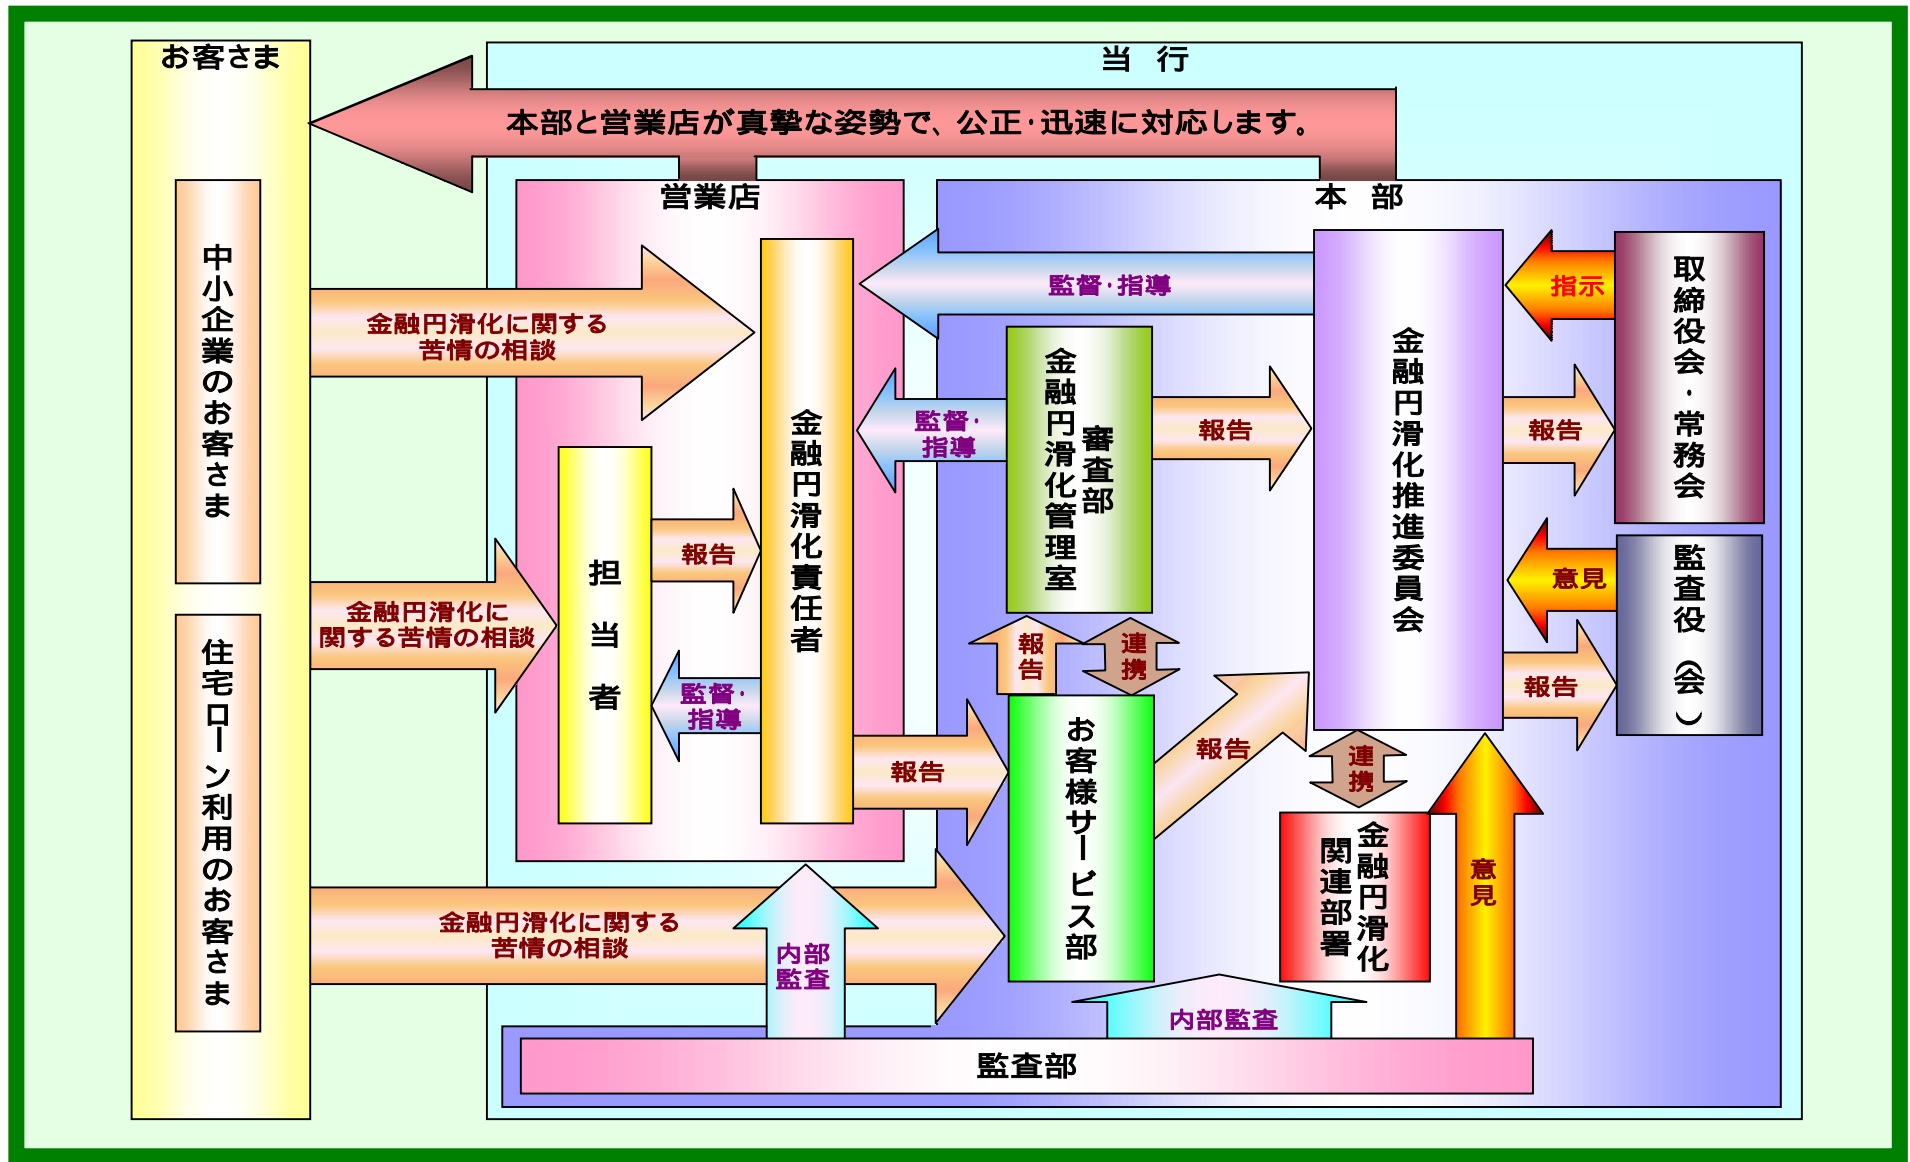 お客さま
当 行
本部と営業店が真摯な姿勢で、公正・迅速に対応します。
営業店
本 部
中小企業のお客さま
住宅ローン利用のお客さま
金融円滑化に関する
苦情の相談
金融円滑化に
関する苦情の相談
金融円滑化に関する
苦情の相談
担当者
報告
監督・
指導
金融円滑化責任者
監督・指導
監督・
指導
報告
審査部
金融円滑化管理室
報告
報告
連携
お客様サービス部
報告
金融円滑化推進委員会
指示
報告
取締役会・常務会
意見
報告
監査役(会)
連携
金融円滑化
関連部署
意見
内部
監査
内部監査
監査部